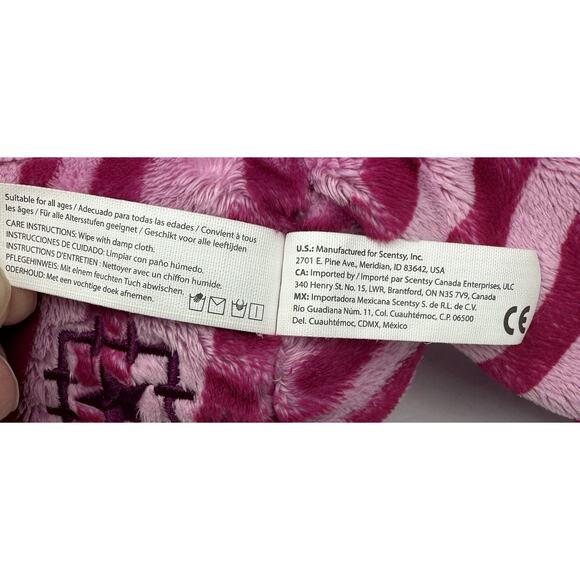 Suitable for all ages / Adecuado para todas las edades / Convient à tous
les âges / Für alle Altersstufen geeignet / Geschikt voor alle leeftijden
CARE INSTRUCTIONS: Wipe with damp cloth.
INSTRUCCIONES DE CUIDADO: Limpiar con paño húmedo.
INSTRUCTIONS D'ENTRETIEN : Nettoyer avec un chiffon humide.
PFLEGEHINWEIS: Mit einem feuchten Tuch abwischen.
ONDERHOUD: Met een vochtige doek afnemen.
U.S.: Manufactured for Scentsy, Inc.
2701 E. Pine Ave., Meridian, ID 83642, USA
CA: Imported by / Importé par Scentsy Canada Enterprises, ULC
340 Henry St. No. 15, LWR, Brantford, ON N35 7V9, Canada
MX: Importadora Mexicana Scentsy S. de R.L. de C.V.
Río Guadiana Núm. 11, Col. Cuauhtémoc, C.P. 06500
Del. Cuauhtémoc, CDMX, México
CE